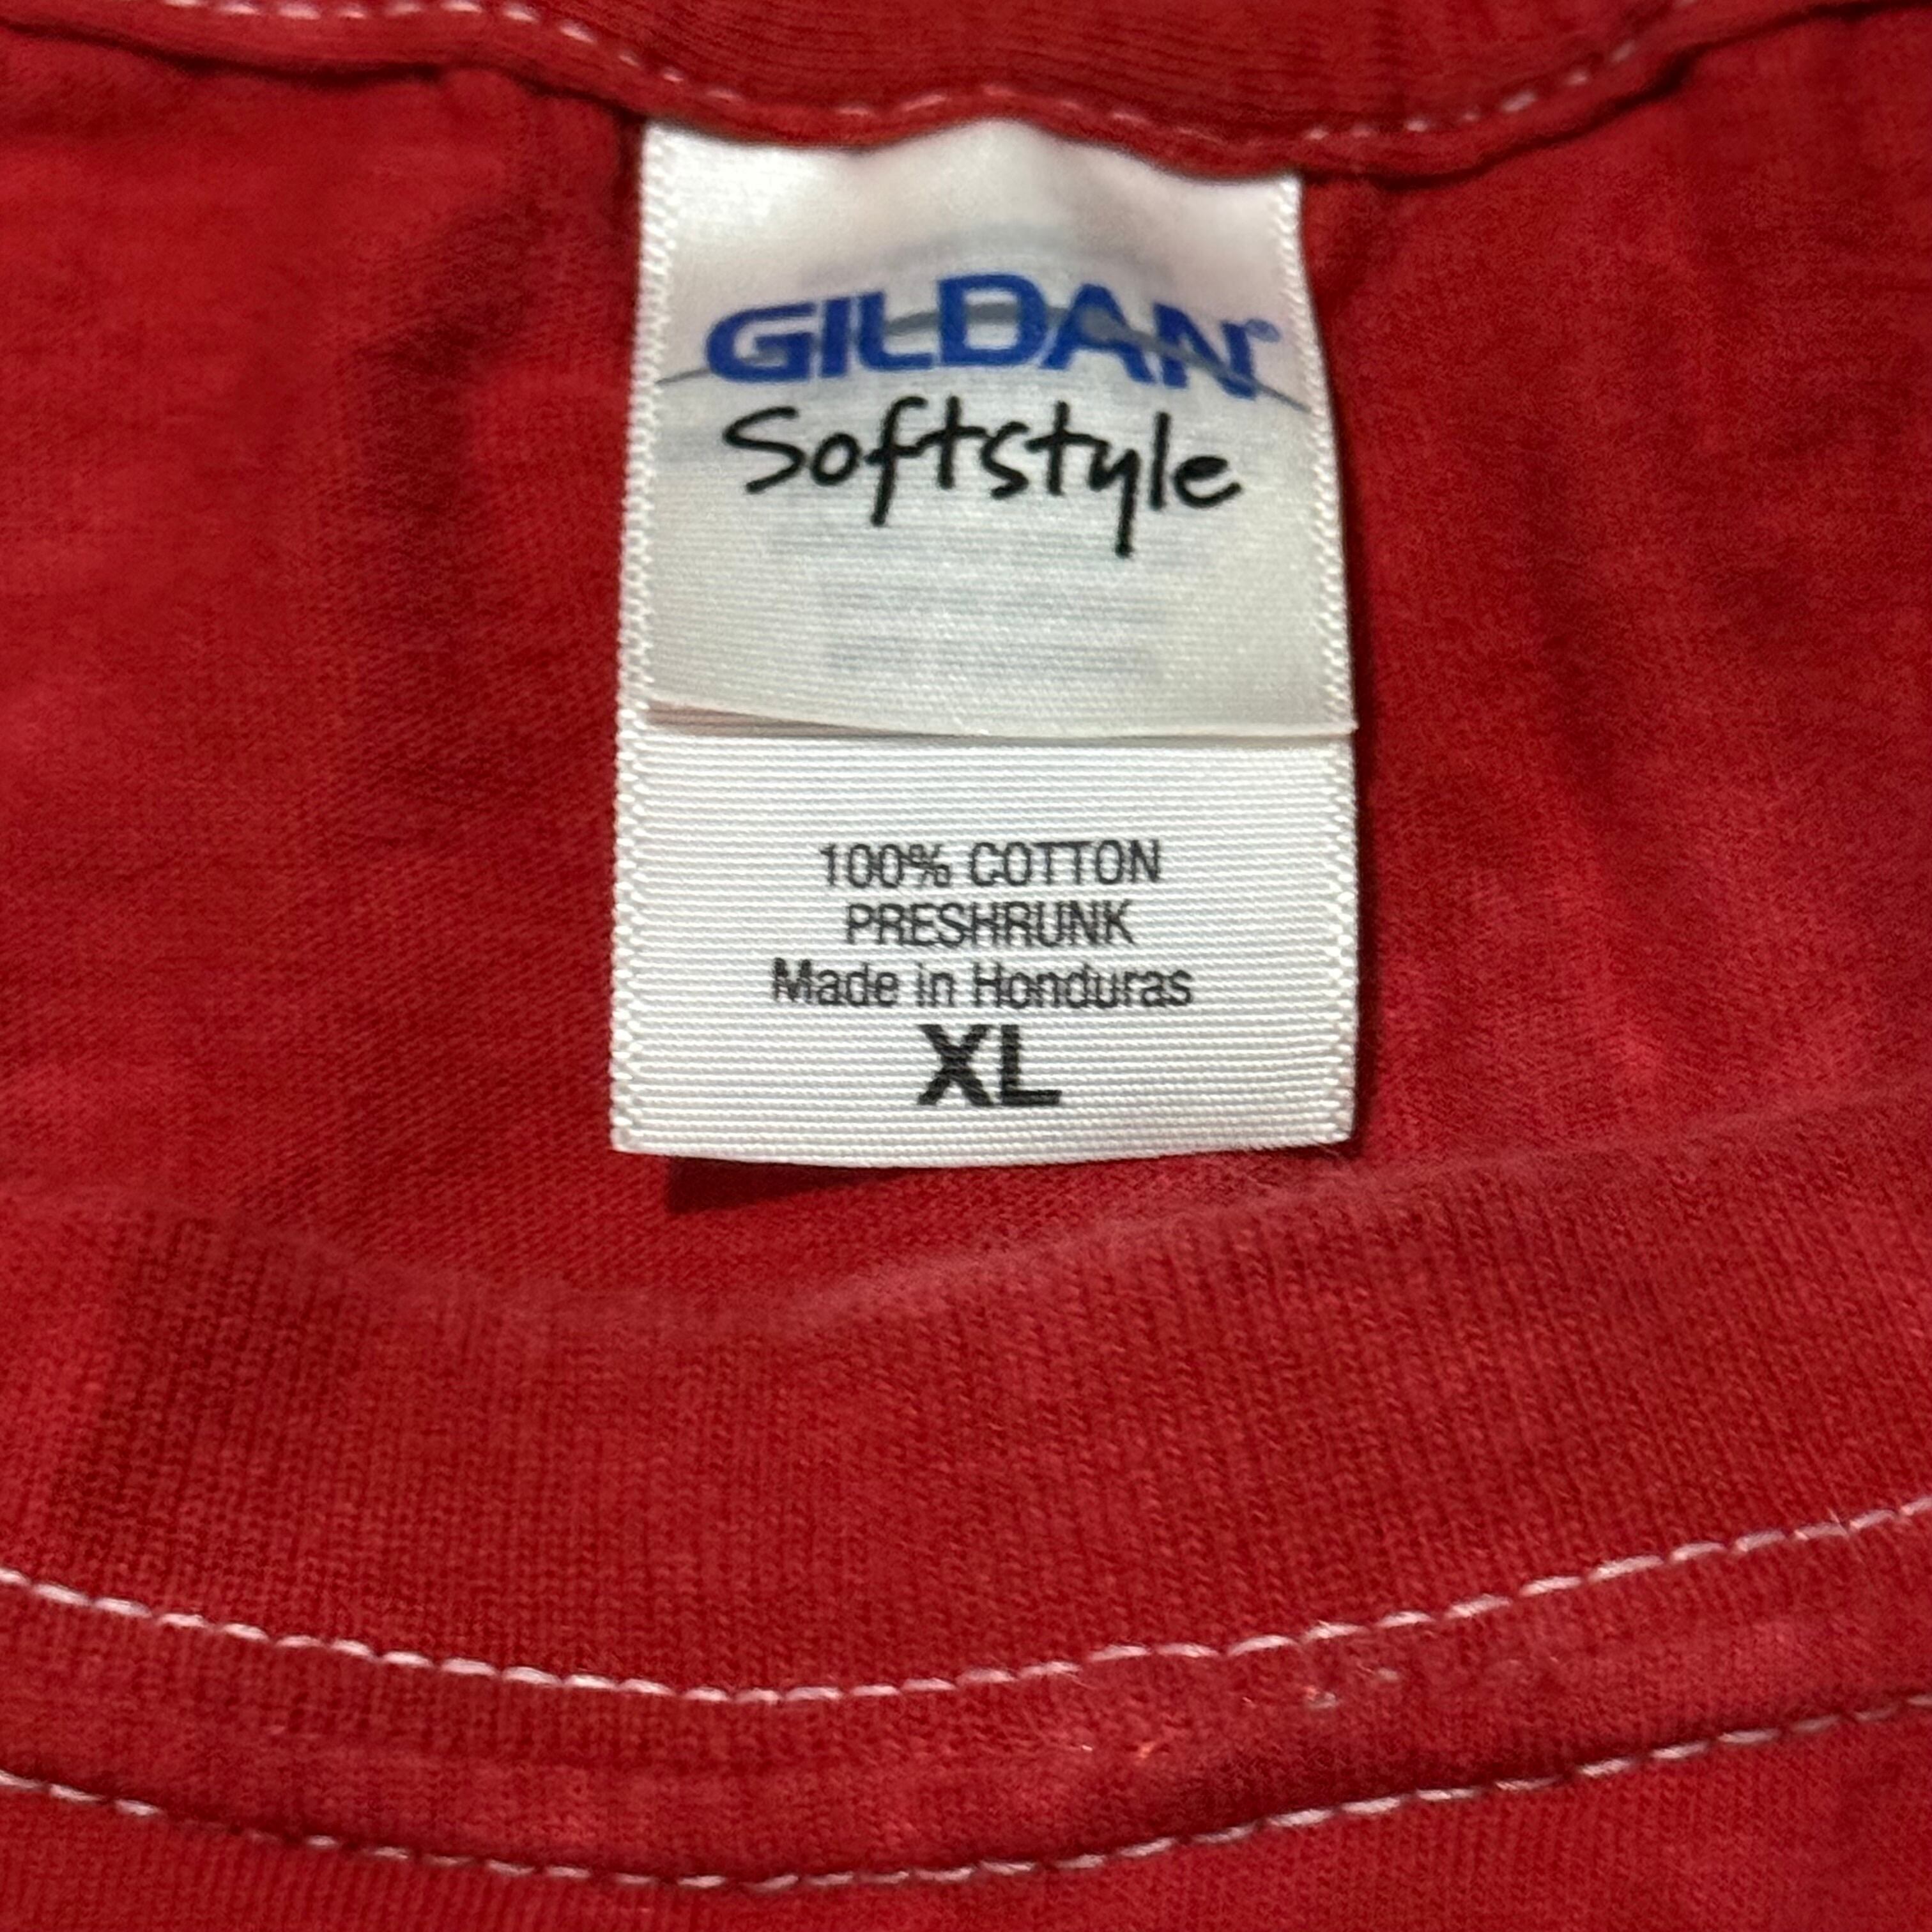 GILDAN®
Softstyle
100% COTTON
PRESHRUNK
Made in Honduras
XL